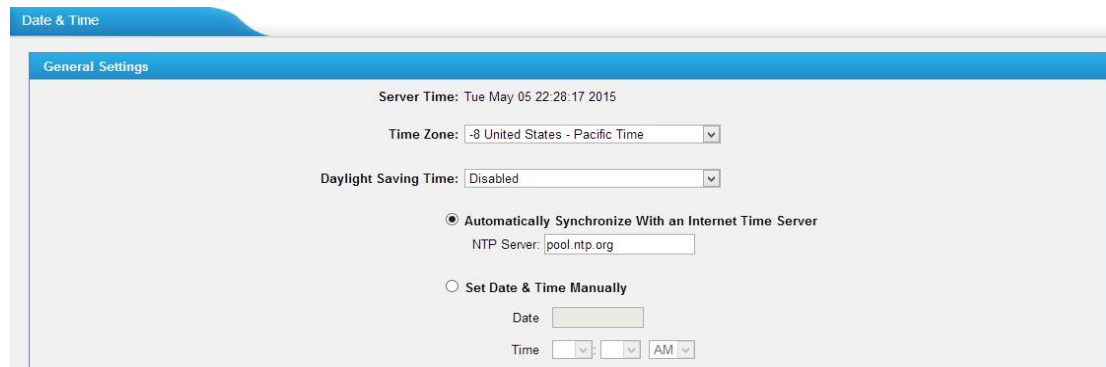 Date & Time
General Settings
Server Time: Tue May 05 22:28:17 2015
Time Zone: -8 United States - Pacific Time
Daylight Saving Time: Disabled
Automatically Synchronize With an Internet Time Server
NTP Server: pool.ntp.org
Set Date & Time Manually
Date
Time : AM